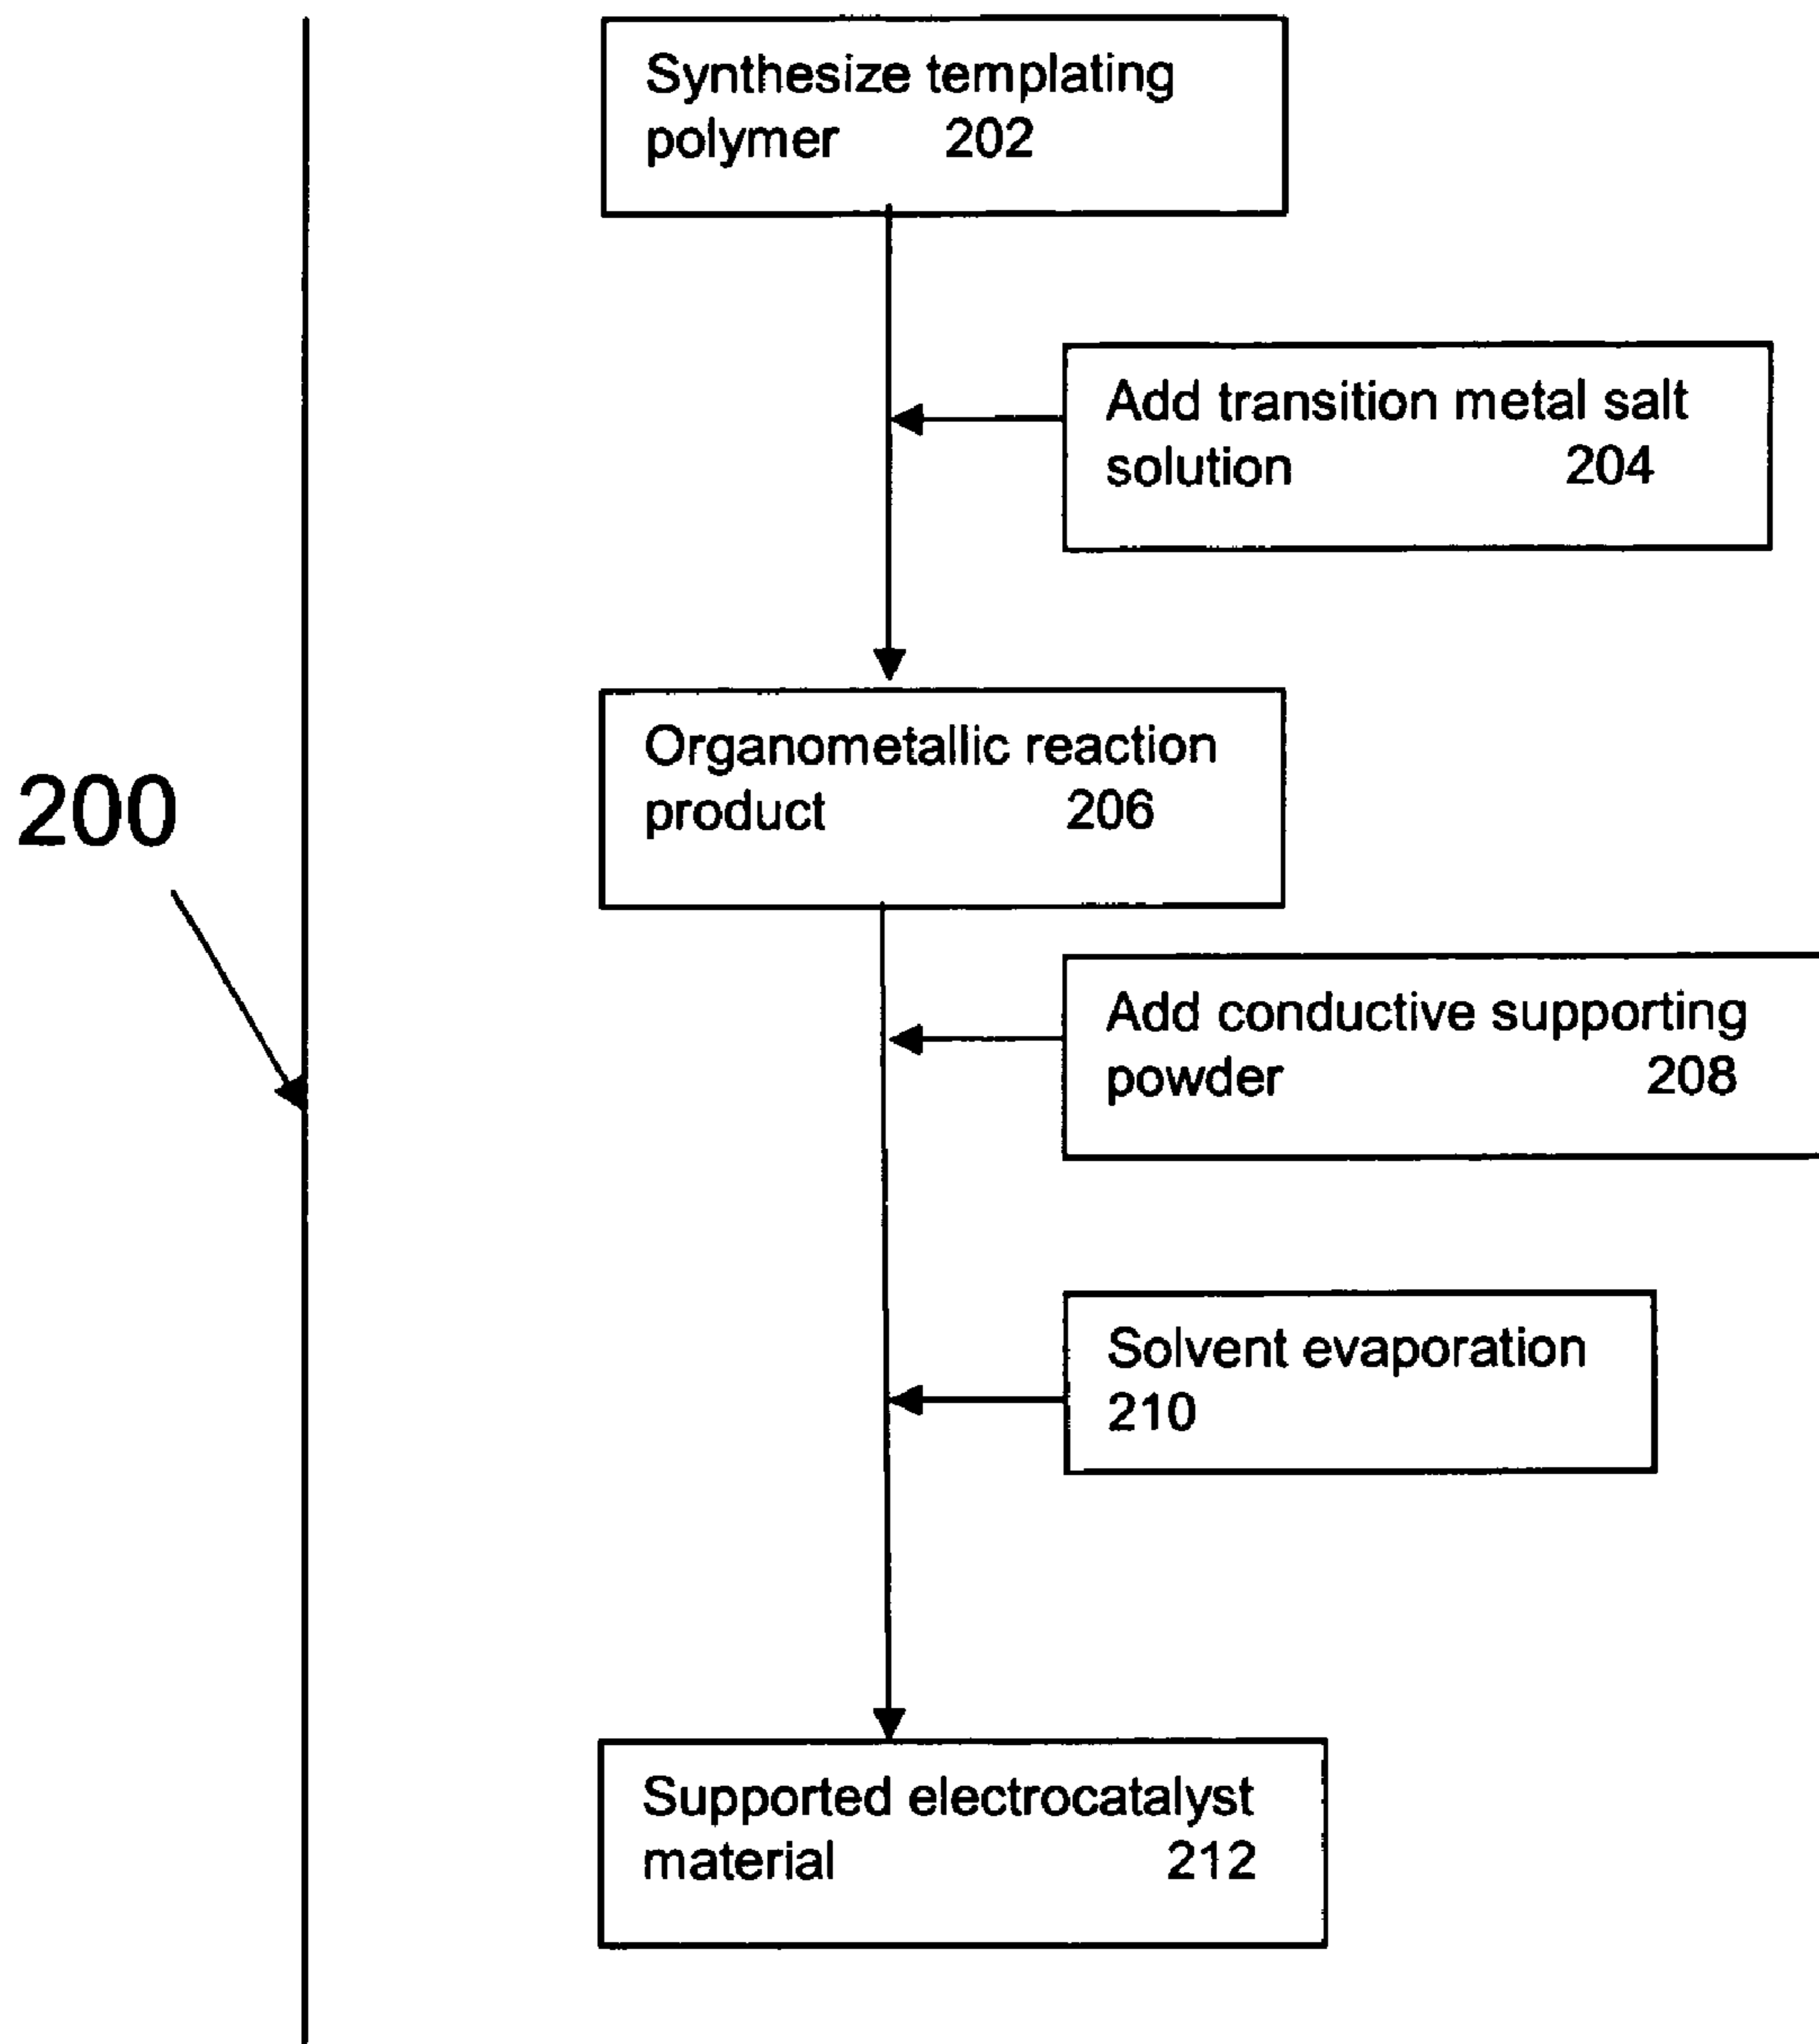 Synthesize templating
polymer 202
Add transition metal salt
solution 204
Organometallic reaction
product 206
200
Add conductive supporting
powder 208
Solvent evaporation
210
Supported electrocatalyst
material 212